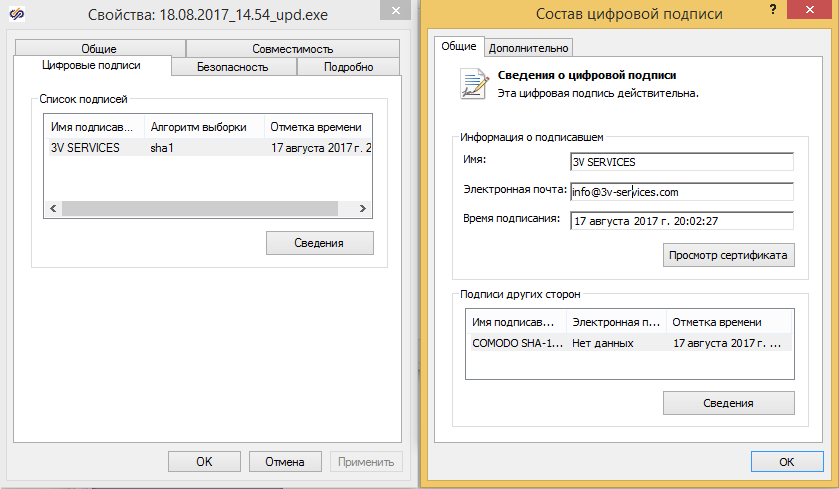 Свойства: 18.08.2017_14.54_upd.exe
Общие
Совместимость
Цифровые подписи
Безопасность
Подробно
Список подписей
Имя подписав...
Алгоритм выборки
Отметка времени
3V SERVICES
sha1
17 августа 2017 г. 2
Сведения
OK
Отмена
Применить
Состав цифровой подписи
?
Общие
Дополнительно
Сведения о цифровой подписи
Эта цифровая подпись действительна.
Информация о подписавшем
Имя:
3V SERVICES
Электронная почта:
info@3v-services.com
Время подписания:
17 августа 2017 г. 20:02:27
Просмотр сертификата
Подписи других сторон
Имя подписав...
Электронная п...
Отметка времени
COMODO SHA-1...
Нет данных
17 августа 2017 г. ...
Сведения
OK